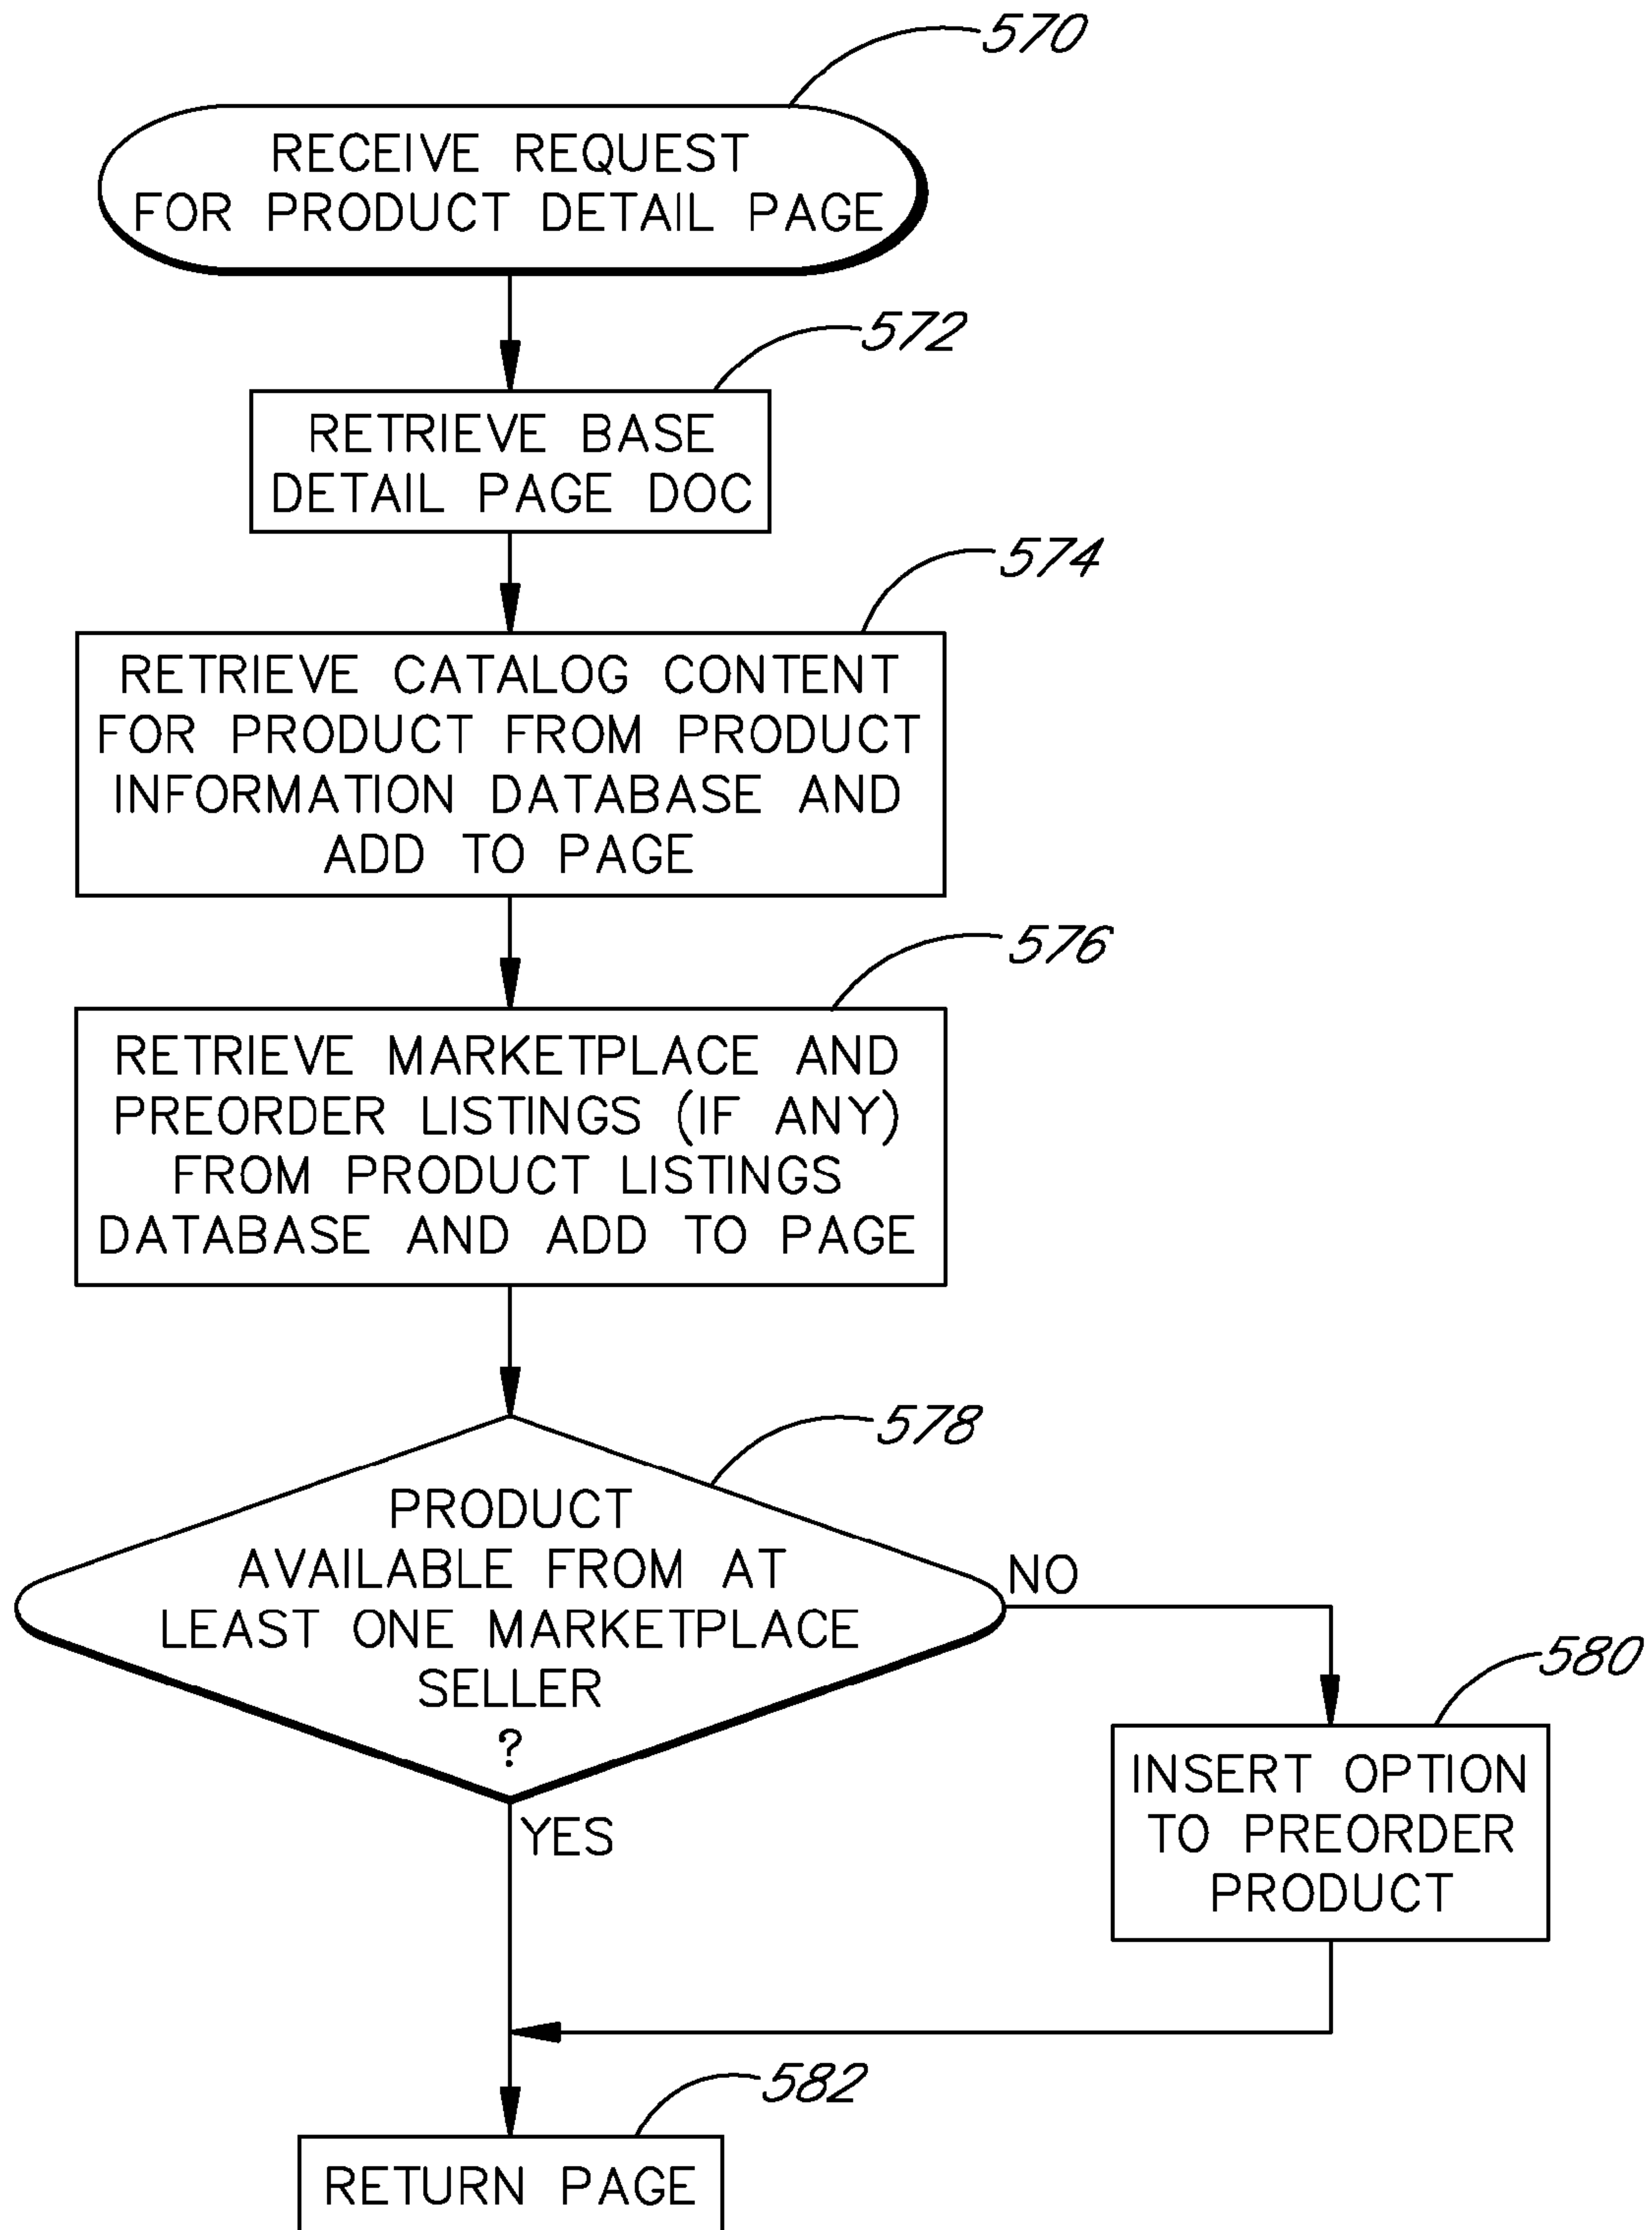 570
RECEIVE REQUEST
FOR PRODUCT DETAIL PAGE
572
RETRIEVE BASE
DETAIL PAGE DOC
574
RETRIEVE CATALOG CONTENT
FOR PRODUCT FROM PRODUCT
INFORMATION DATABASE AND
ADD TO PAGE
576
RETRIEVE MARKETPLACE AND
PREORDER LISTINGS (IF ANY)
FROM PRODUCT LISTINGS
DATABASE AND ADD TO PAGE
578
PRODUCT
AVAILABLE FROM AT
LEAST ONE MARKETPLACE
SELLER
?
NO
YES
580
INSERT OPTION
TO PREORDER
PRODUCT
582
RETURN PAGE